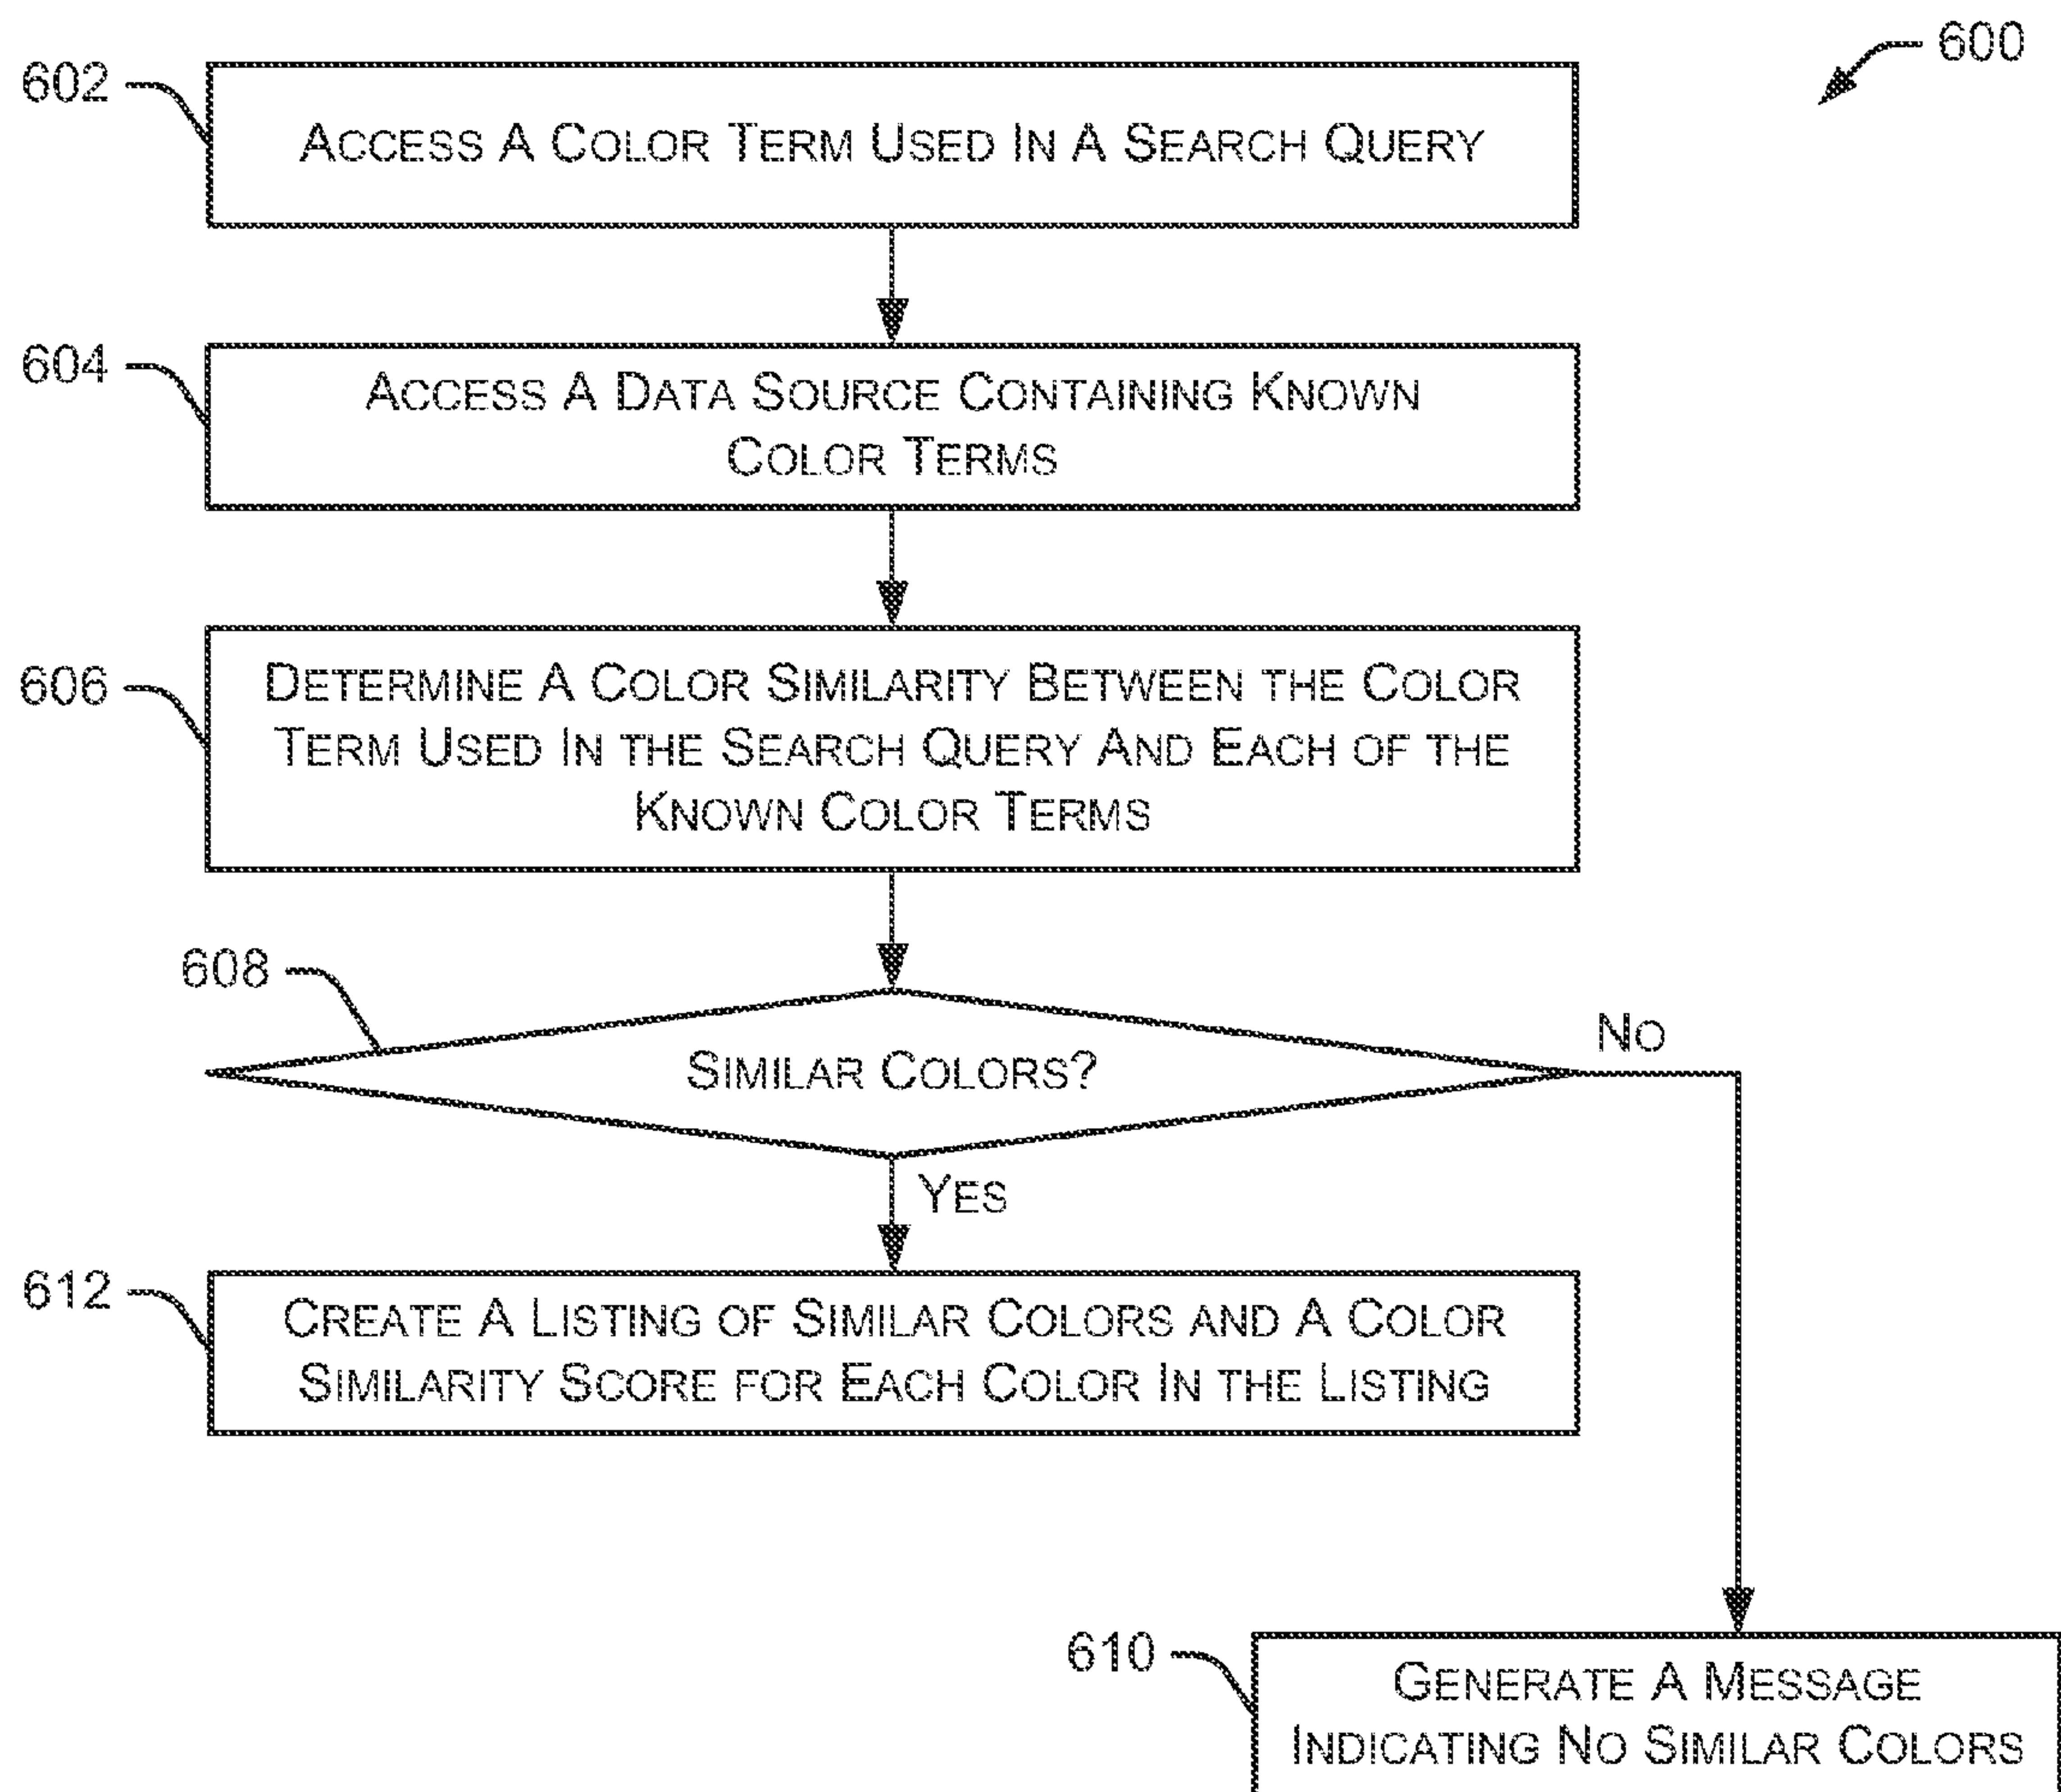 600
602
ACCESS A COLOR TERM USED IN A SEARCH QUERY
604
ACCESS A DATA SOURCE CONTAINING KNOWN
COLOR TERMS
606
DETERMINE A COLOR SIMILARITY BETWEEN THE COLOR
TERM USED IN THE SEARCH QUERY AND EACH OF THE
KNOWN COLOR TERMS
608
SIMILAR COLORS?
NO
YES
612
CREATE A LISTING OF SIMILAR COLORS AND A COLOR
SIMILARITY SCORE FOR EACH COLOR IN THE LISTING
610
GENERATE A MESSAGE
INDICATING NO SIMILAR COLORS